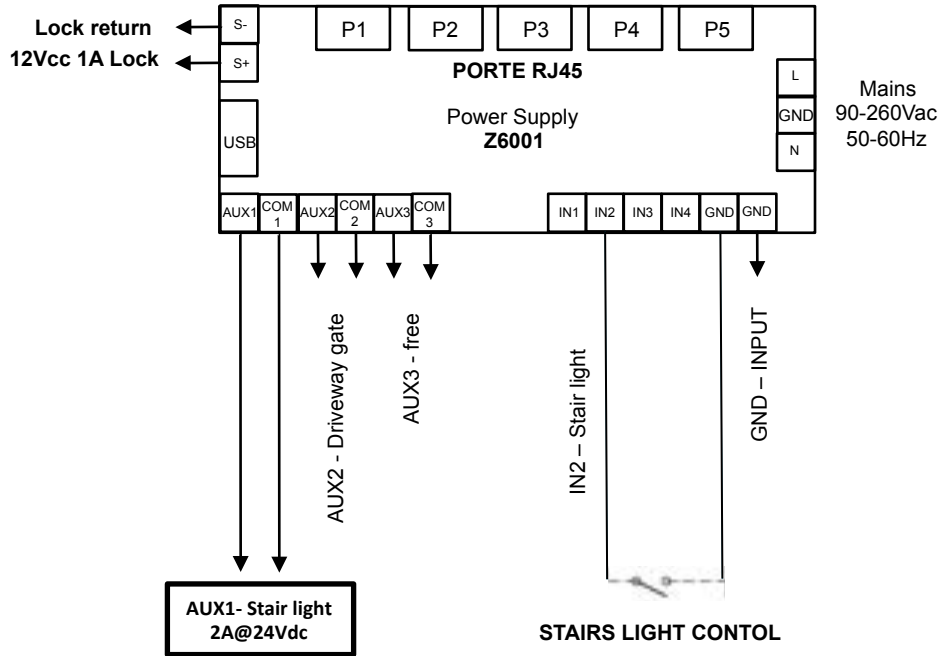 Lock return
12Vcc 1A Lock
S-
S+
USB
P1
P2
P3
P4
P5
PORTE RJ45
Power Supply
Z6001
L
GND
N
Mains
90-260Vac
50-60Hz
AUX1
COM
1
AUX2
COM
2
AUX3
COM
3
IN1
IN2
IN3
IN4
GND
GND
AUX2 - Driveway gate
AUX3 - free
IN2 – Stair light
GND – INPUT
AUX1- Stair light
2A@24Vdc
STAIRS LIGHT CONTOL